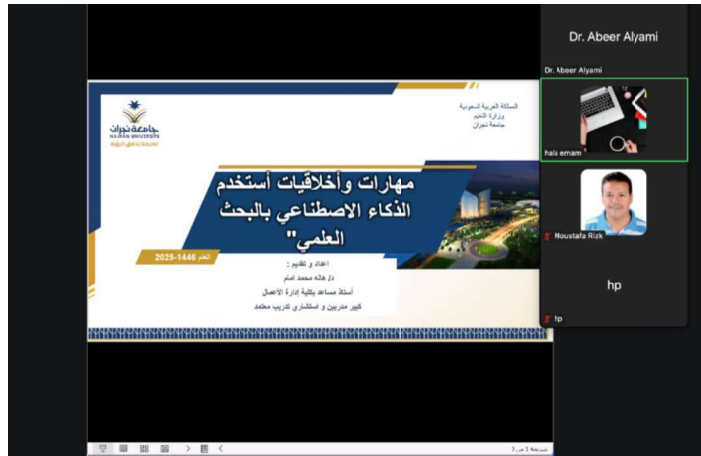 المملكة العربية السعودية
وزارة التعليم
جامعة نجران
جامعة نجران
NAJRAN UNIVERSITY
مهارات وأخلاقيات أستخدم
الذكاء الاصطناعي بالبحث
العلمي"
العام 1446-2025
اعداد و تقديم :
د/ هاله محمد امام
أستاذ مساعد بكلية إدارة الأعمال
كبير مدربين و استشاري تدريب معتمد
Dr. Abeer Alyami
Dr. Abeer Alyami
hala emam
Moustafa Rizk
hp
hp